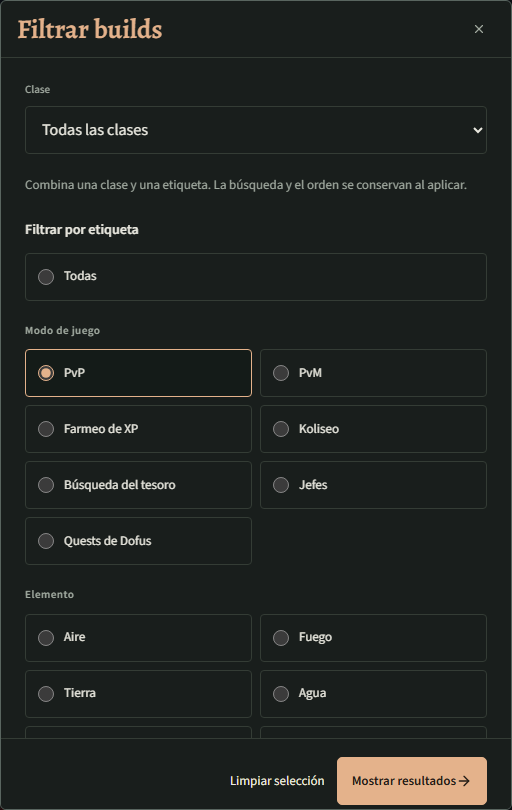 Filtrar builds
Clase
Todas las clases
Combina una clase y una etiqueta. La búsqueda y el orden se conservan al aplicar.
Filtrar por etiqueta
Todas
Modo de juego
PvP
PvM
Farmeo de XP
Koliseo
Búsqueda del tesoro
Jefes
Quests de Dofus
Elemento
Aire
Fuego
Tierra
Agua
Limpiar selección
Mostrar resultados →